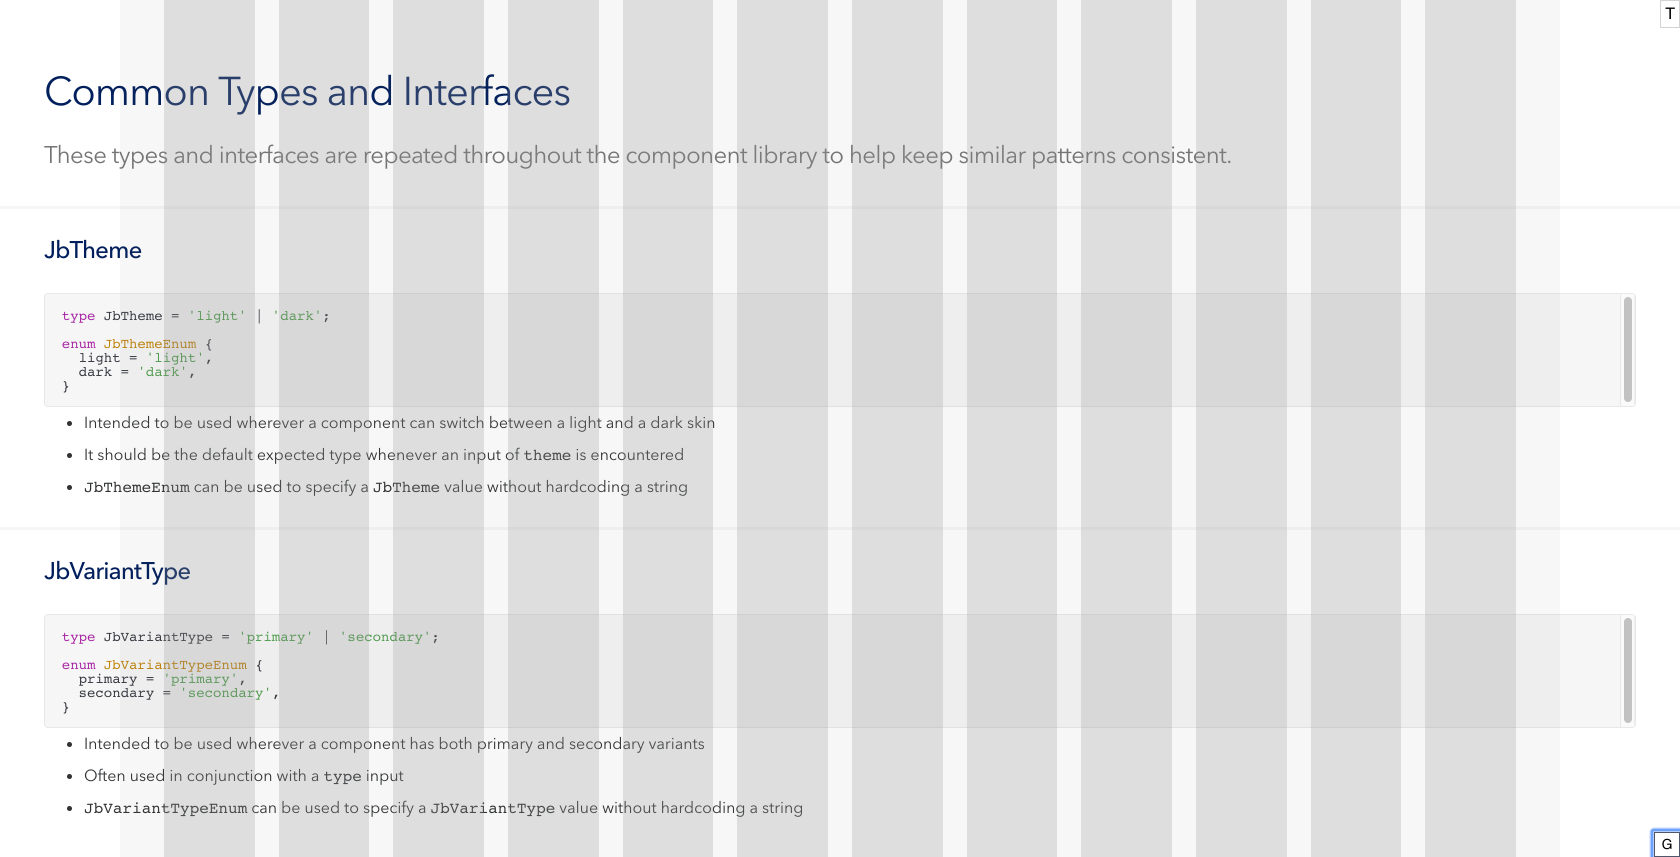 T
Common Types and Interfaces
These types and interfaces are repeated throughout the component library to help keep similar patterns consistent.
JbTheme
type JbTheme = 'light' | 'dark';
enum JbThemeEnum {
  light = 'light',
  dark = 'dark',
}
• Intended to be used wherever a component can switch between a light and a dark skin
• It should be the default expected type whenever an input of theme is encountered
• JbThemeEnum can be used to specify a JbTheme value without hardcoding a string
JbVariantType
type JbVariantType = 'primary' | 'secondary';
enum JbVariantTypeEnum {
  primary = 'primary',
  secondary = 'secondary',
}
• Intended to be used wherever a component has both primary and secondary variants
• Often used in conjunction with a type input
• JbVariantTypeEnum can be used to specify a JbVariantType value without hardcoding a string
G